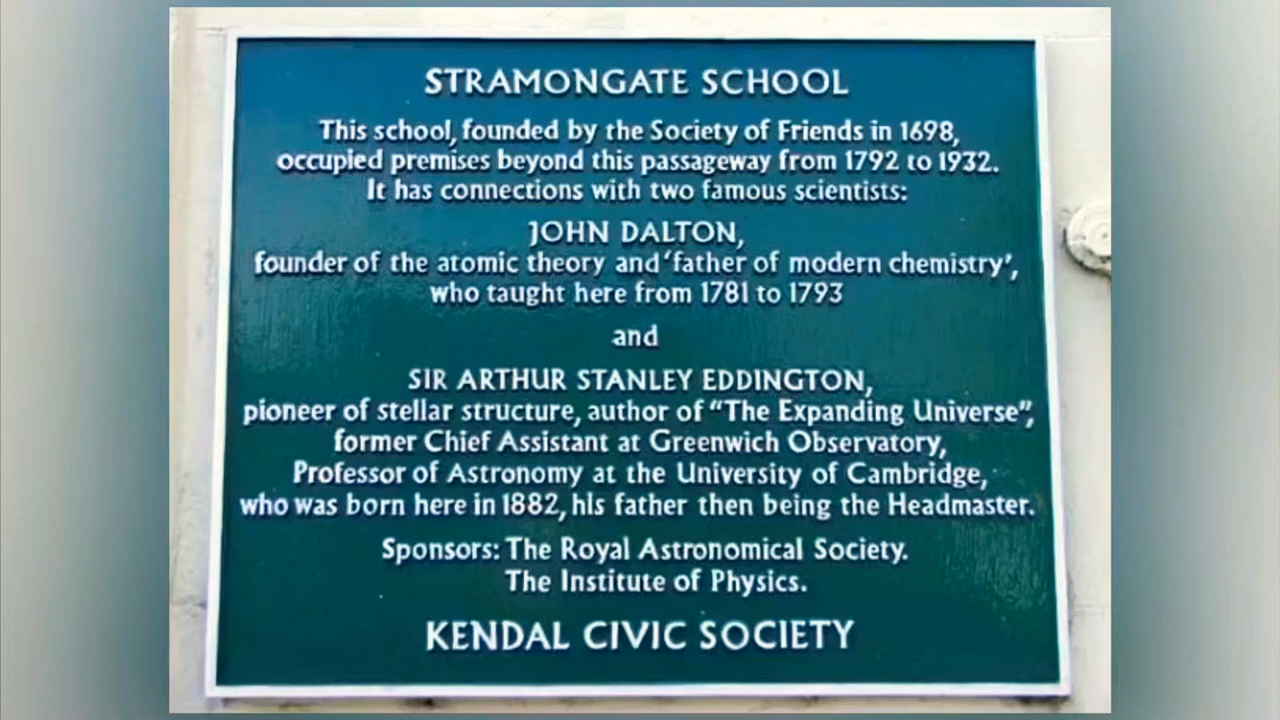 STRAMONGATE SCHOOL
This school, founded by the Society of Friends in 1698,
occupied premises beyond this passageway from 1792 to 1932.
It has connections with two famous scientists:
JOHN DALTON,
founder of the atomic theory and 'father of modern chemistry',
who taught here from 1781 to 1793
and
SIR ARTHUR STANLEY EDDINGTON,
pioneer of stellar structure, author of "The Expanding Universe",
former Chief Assistant at Greenwich Observatory,
Professor of Astronomy at the University of Cambridge,
who was born here in 1882, his father then being the Headmaster.
Sponsors: The Royal Astronomical Society.
The Institute of Physics.
KENDAL CIVIC SOCIETY